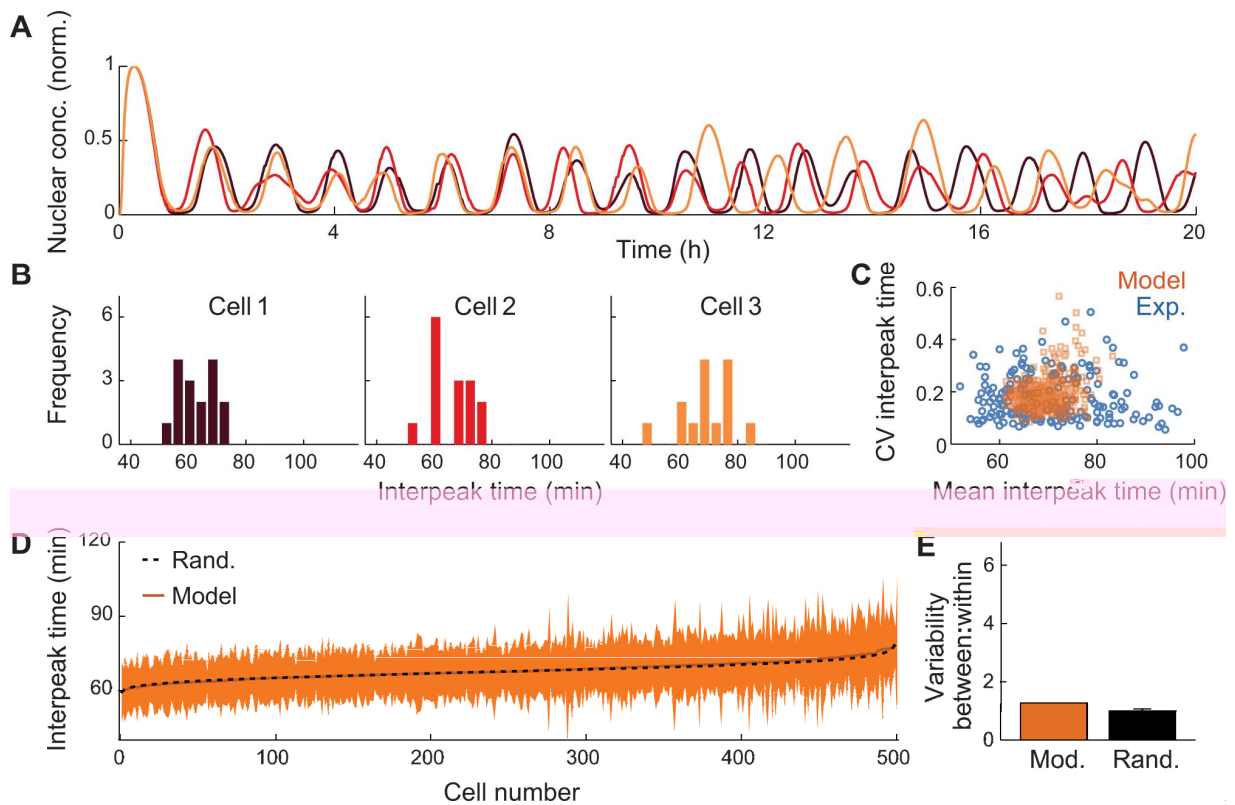 A
Nuclear conc. (norm.)
1
0.5
0
0 4 8 12 16 20
Time (h)
B
Frequency
6
3
0
Cell 1
Cell 2
Cell 3
40 60 80 100
40 60 80 100
40 60 80 100
Interpeak time (min)
C
CV interpeak time
0.6
0.4
0.2
0
Model
Exp.
60 80 100
Mean interpeak time (min)
D
Interpeak time (min)
120
90
60
Rand.
Model
0 100 200 300 400 500
Cell number
E
Variability
between:within
6
4
2
0
Mod. Rand.